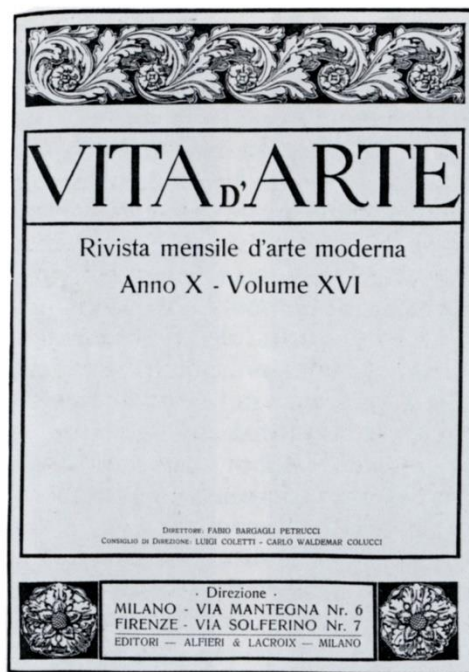 VITA D'ARTE
Rivista mensile d'arte moderna
Anno X - Volume XVI
DIRETTORE: FABIO BARGAGLI PETRUCCI
CONSIGLIO DI DIREZIONE: LUIGI COLETTI - CARLO WALDEMAR COLUCCI
· Direzione ·
MILANO - VIA MANTEGNA Nr. 6
FIRENZE - VIA SOLFERINO Nr. 7
EDITORI — ALFIERI & LACROIX — MILANO